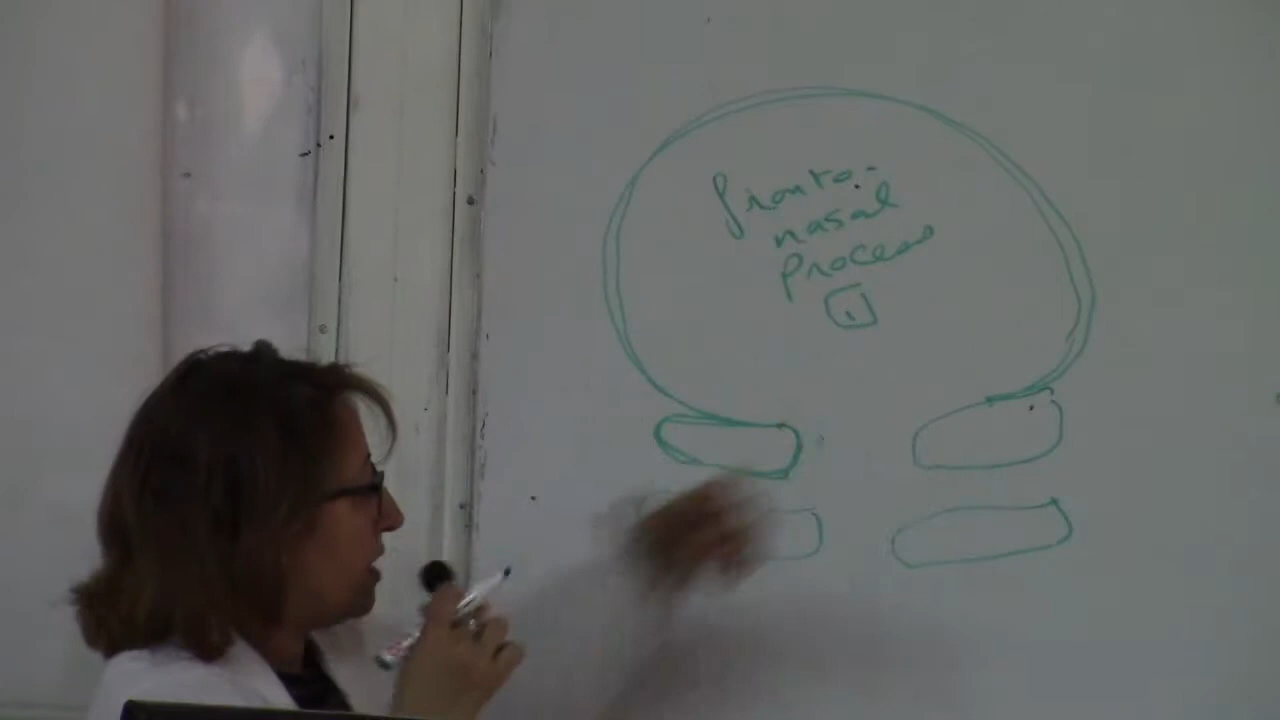 fronto-
nasal
process
1